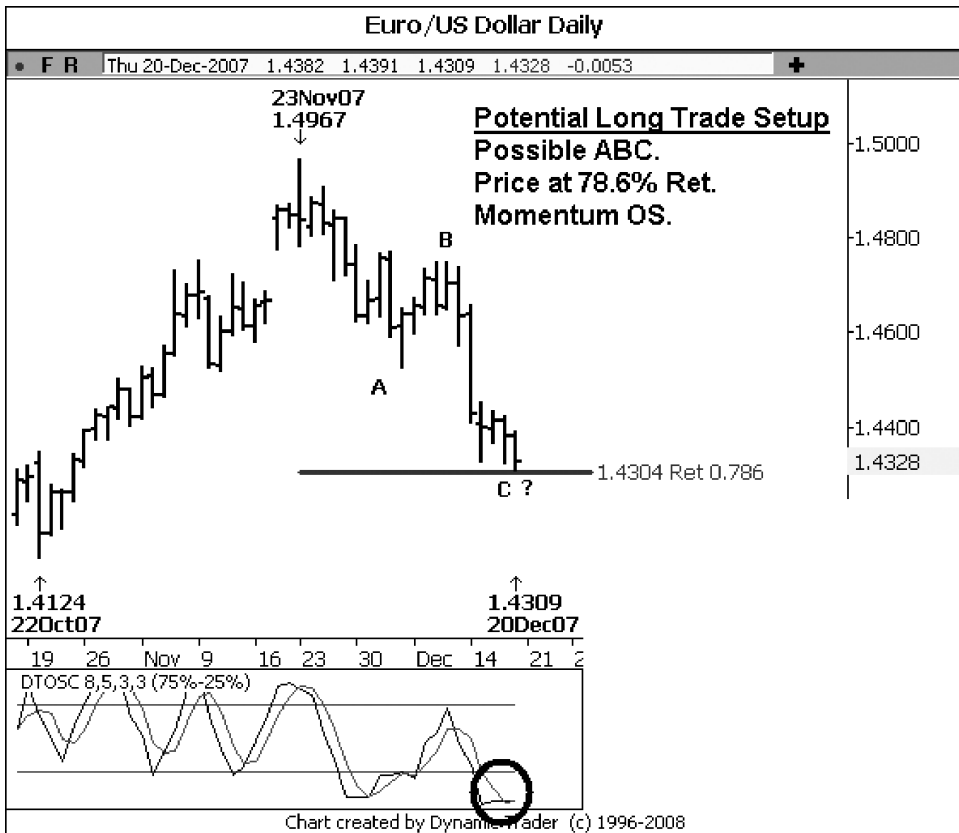 Euro/US Dollar Daily
F R Thu 20-Dec-2007 1.4382 1.4391 1.4309 1.4328 -0.0053
23Nov07
1.4967
Potential Long Trade Setup
Possible ABC.
Price at 78.6% Ret.
Momentum OS.
1.5000
1.4800
B
1.4600
A
1.4400
1.4328
1.4304 Ret 0.786
C ?
1.4124
22Oct07
1.4309
20Dec07
19 26 Nov 9 16 23 30 Dec 14 21 2
DTOSC 8,5,3,3 (75%-25%)
Chart created by Dynamic Trader (c) 1996-2008